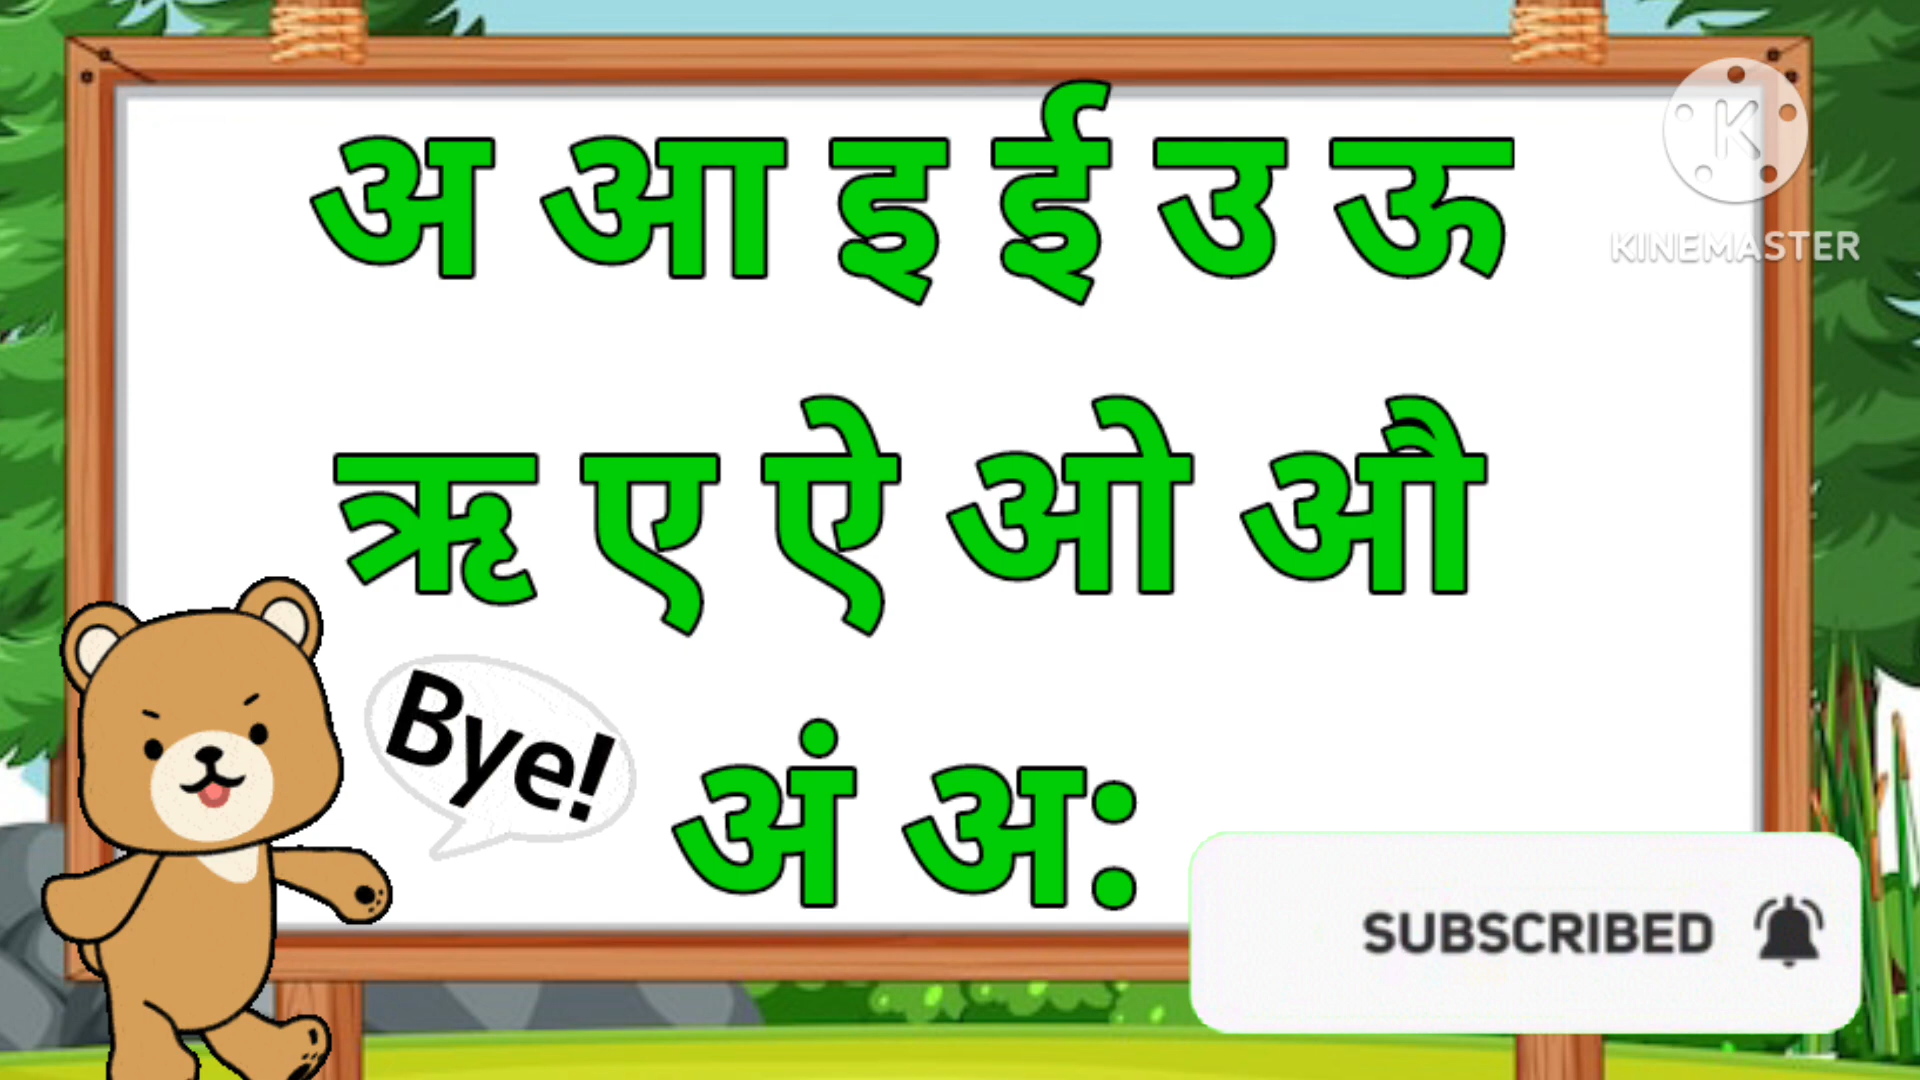 अ आ इ ई उ ऊ
K
KINEMASTER
ऋ ए ऐ ओ औ
Bye!
अं अ:
SUBSCRIBED